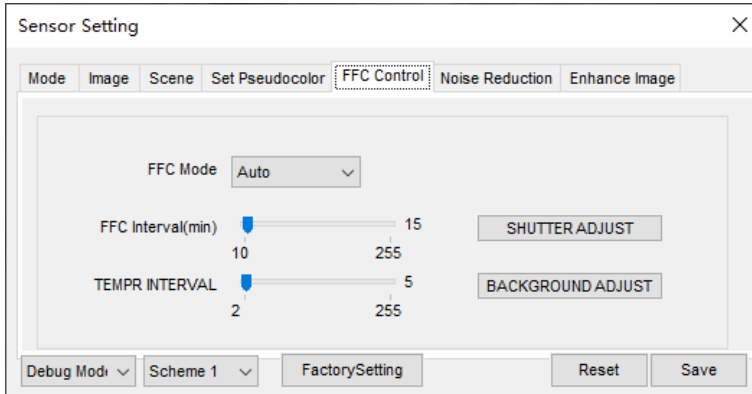 Sensor Setting
Mode Image Scene Set Pseudocolor FFC Control Noise Reduction Enhance Image
FFC Mode Auto
FFC Interval(min) 15 SHUTTER ADJUST
10 255
TEMPR INTERVAL 5 BACKGROUND ADJUST
2 255
Debug Mode Scheme 1 FactorySetting Reset Save